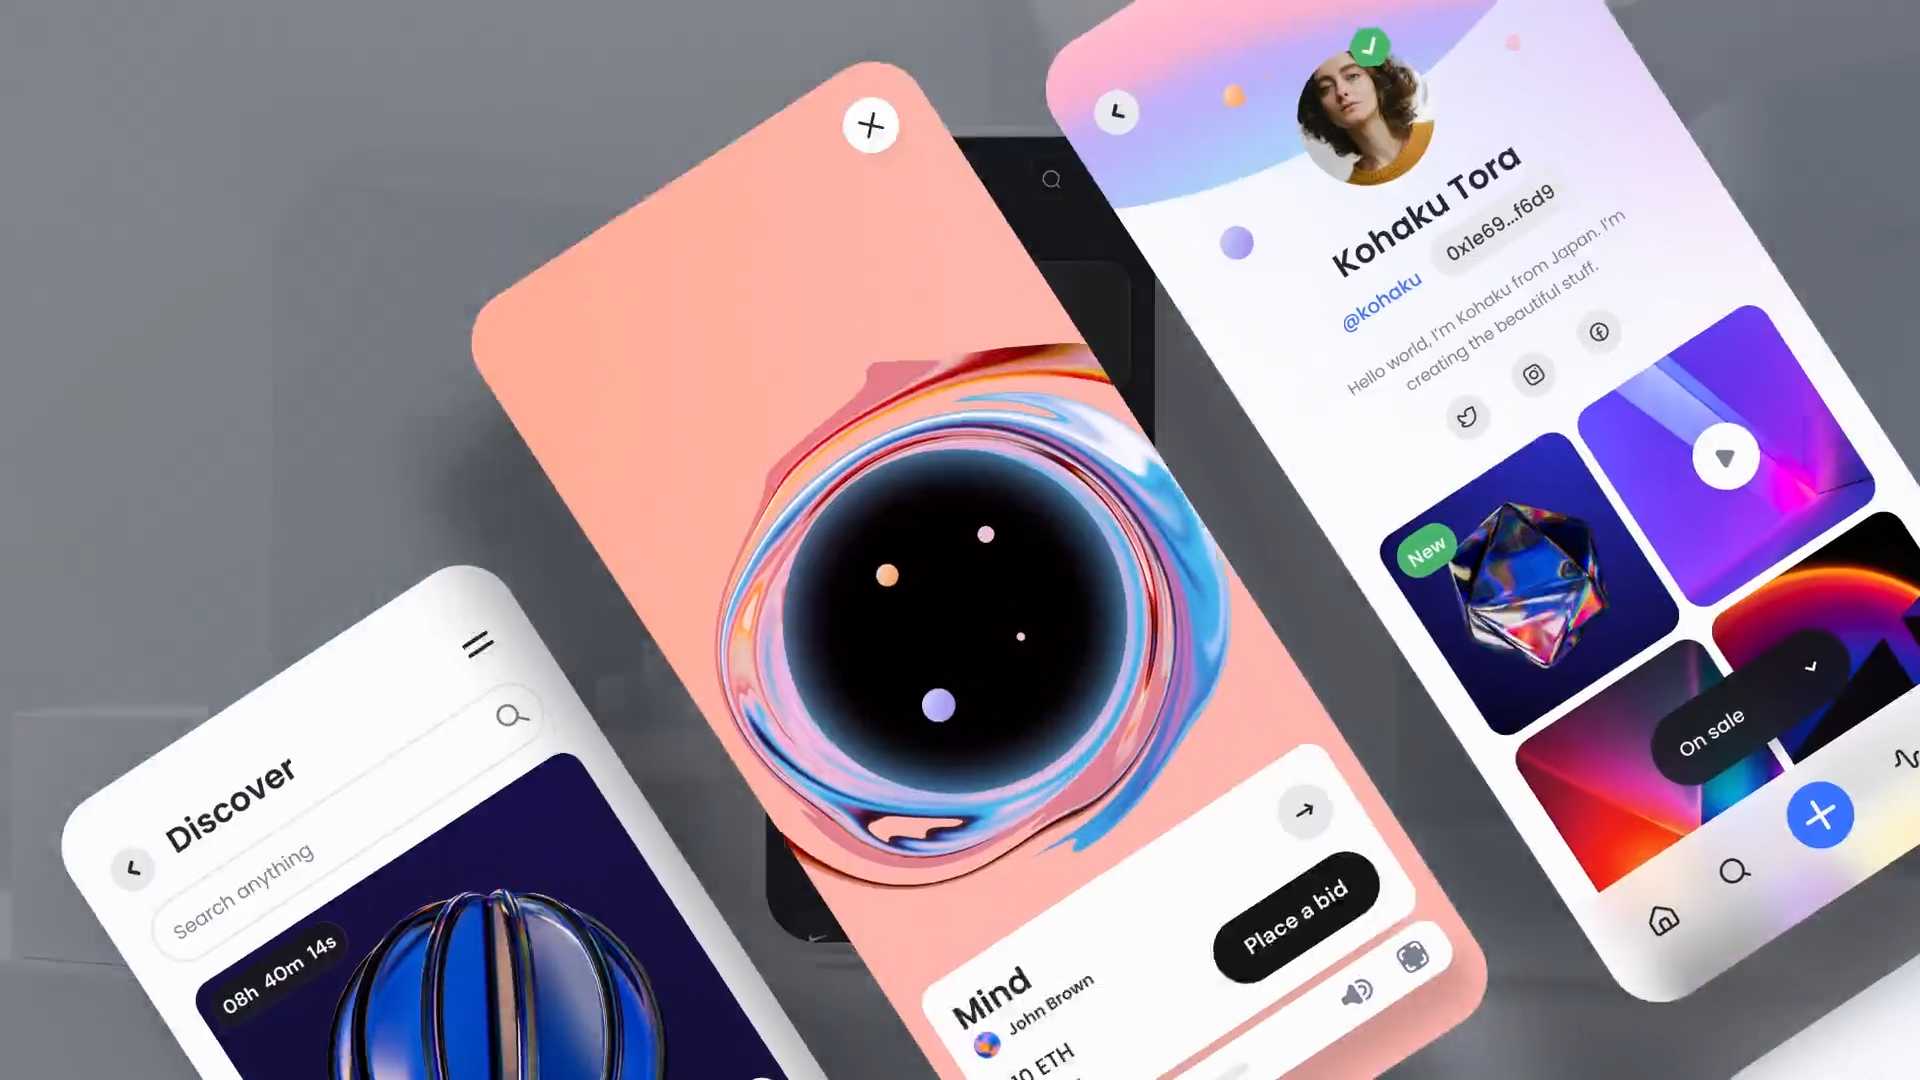 Discover
Search anything
08h 40m 14s
Mind
John Brown
10 ETH
Place a bid
Kohaku Tora
@kohaku
0x1e69...f6d9
Hello world, I'm Kohaku from Japan. I'm
creating the beautiful stuff.
New
On sale